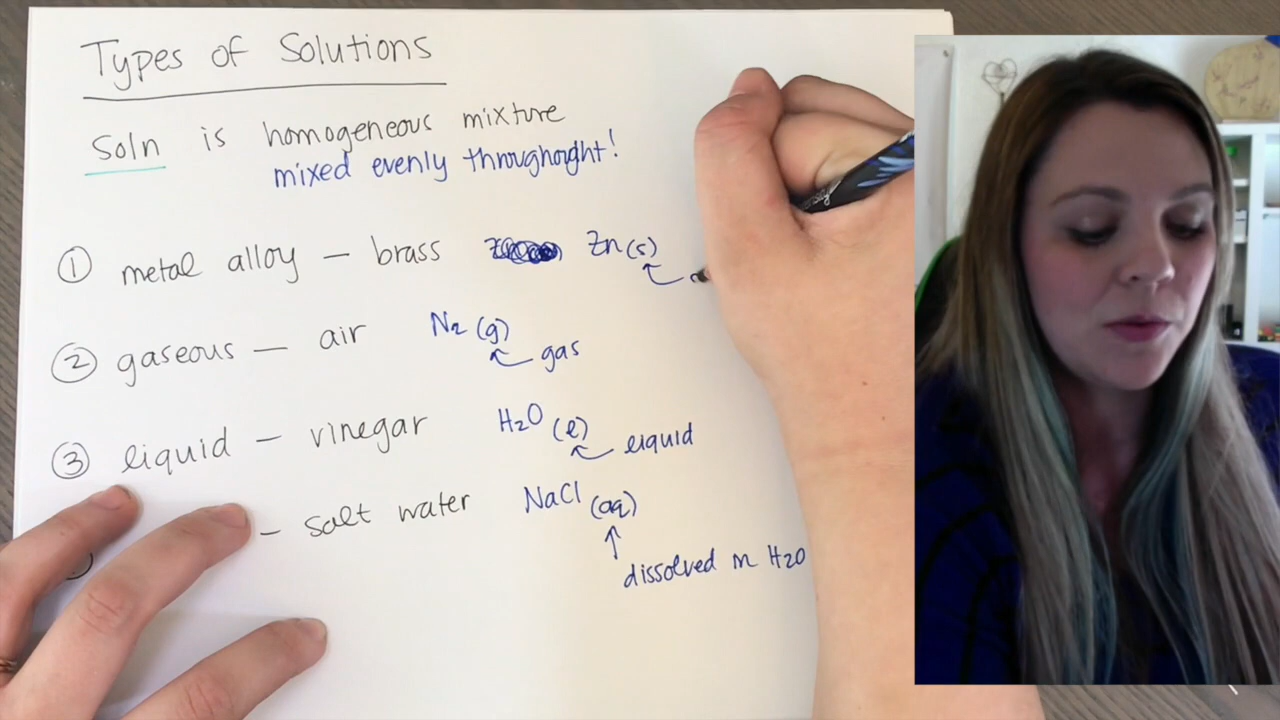 Types of Solutions
Soln is homogeneous mixture
mixed evenly throughoight!
① metal alloy – brass Zn(s)
② gaseous – air N₂(g)
gas
③ liquid – vinegar H₂O(l)
liquid
– salt water NaCl(aq)
dissolved in H₂O